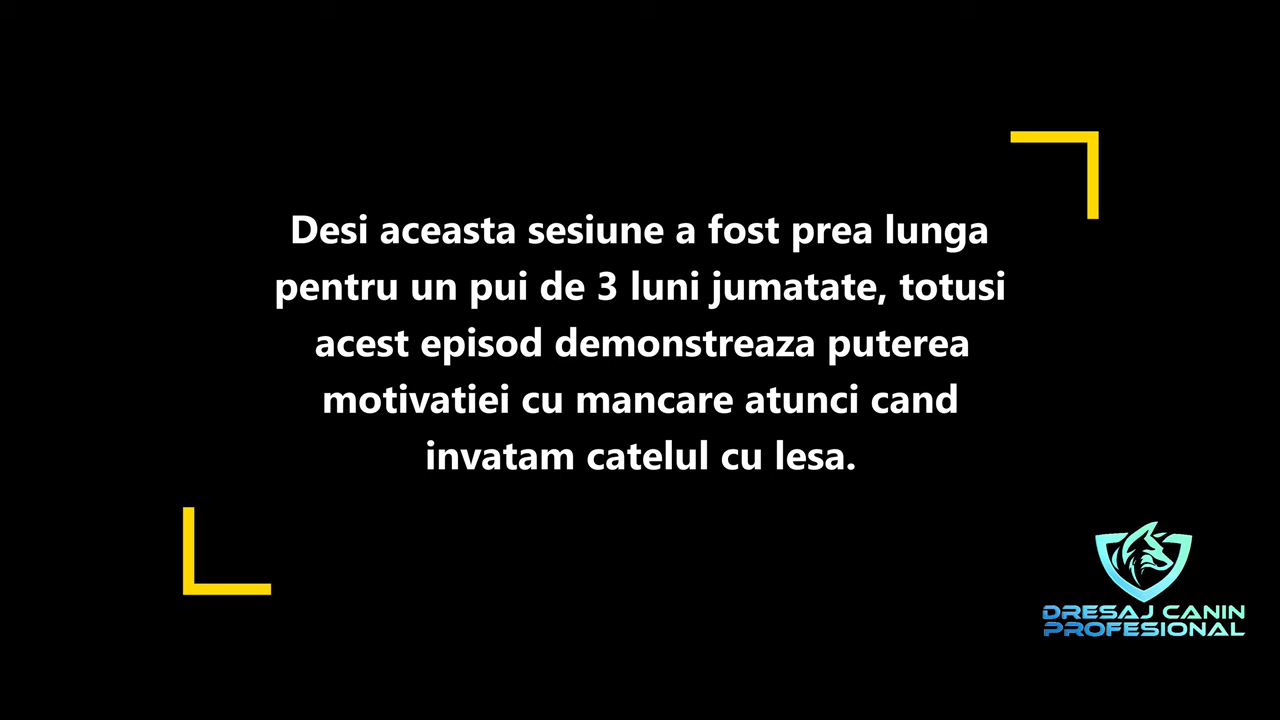 Desi aceasta sesiune a fost prea lunga
pentru un pui de 3 luni jumatate, totusi
acest episod demonstreaza puterea
motivatiei cu mancare atunci cand
invatam catelul cu lesa.
DRESAJ CANIN
PROFESIONAL